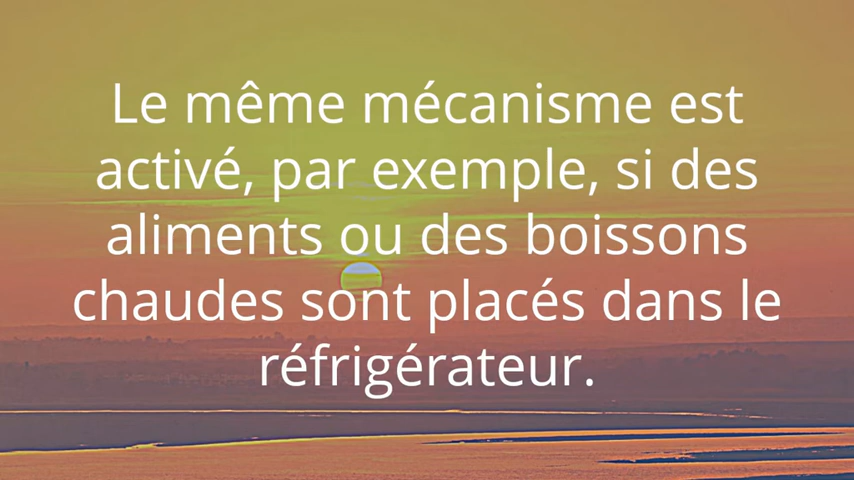 Le même mécanisme est
activé, par exemple, si des
aliments ou des boissons
chaudes sont placés dans le
réfrigérateur.